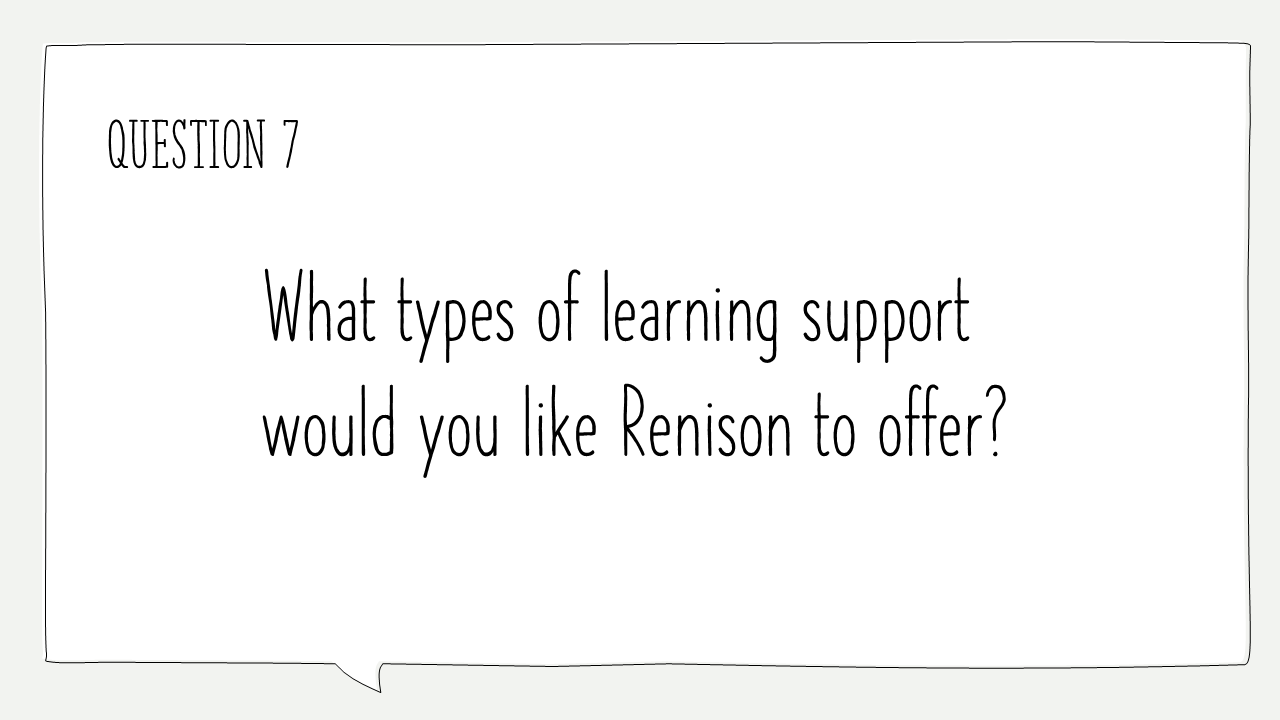 QUESTION 7
What types of learning support
would you like Renison to offer?